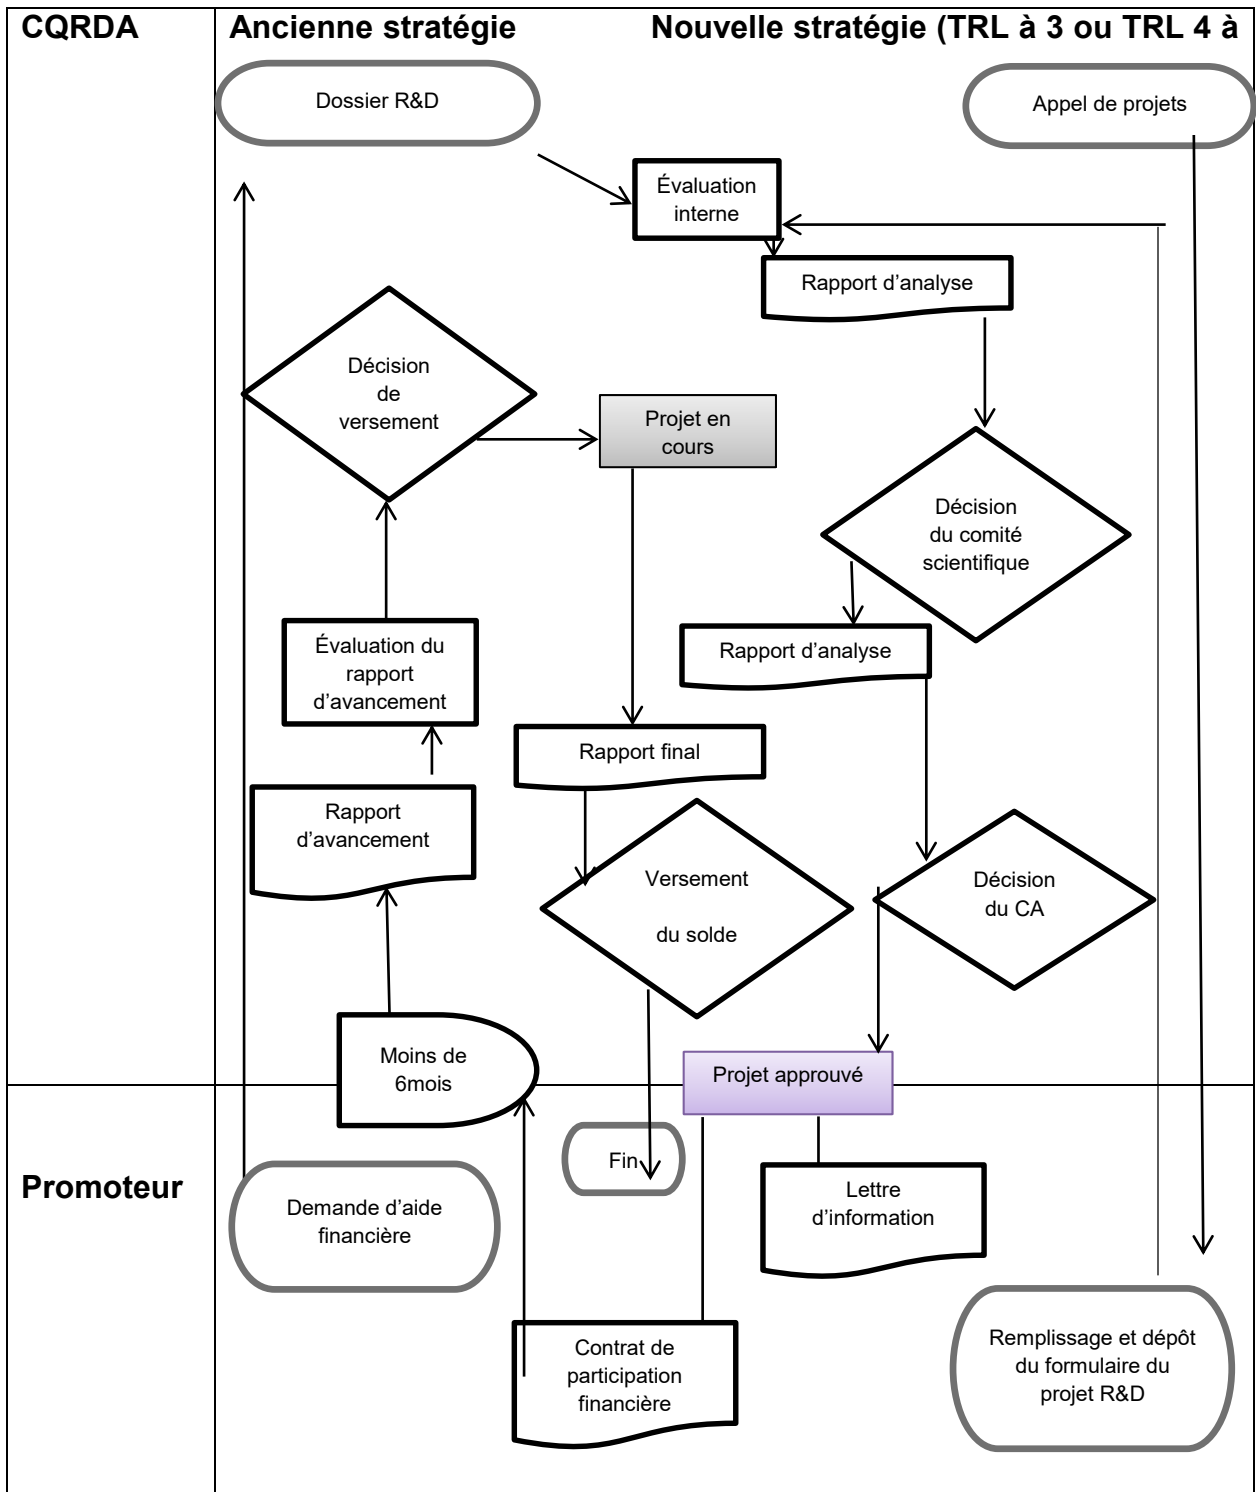 CQRDA
Ancienne stratégie
Nouvelle stratégie (TRL à 3 ou TRL 4 à
Dossier R&D
Appel de projets
Évaluation
interne
Rapport d'analyse
Décision
de
versement
Projet en
cours
Décision
du comité
scientifique
Évaluation du
rapport
d'avancement
Rapport d'analyse
Rapport final
Rapport
d'avancement
Versement
du solde
Décision
du CA
Moins de
6mois
Projet approuvé
Promoteur
Demande d'aide
financière
Fin
Lettre
d'information
Contrat de
participation
financière
Remplissage et dépôt
du formulaire du
projet R&D